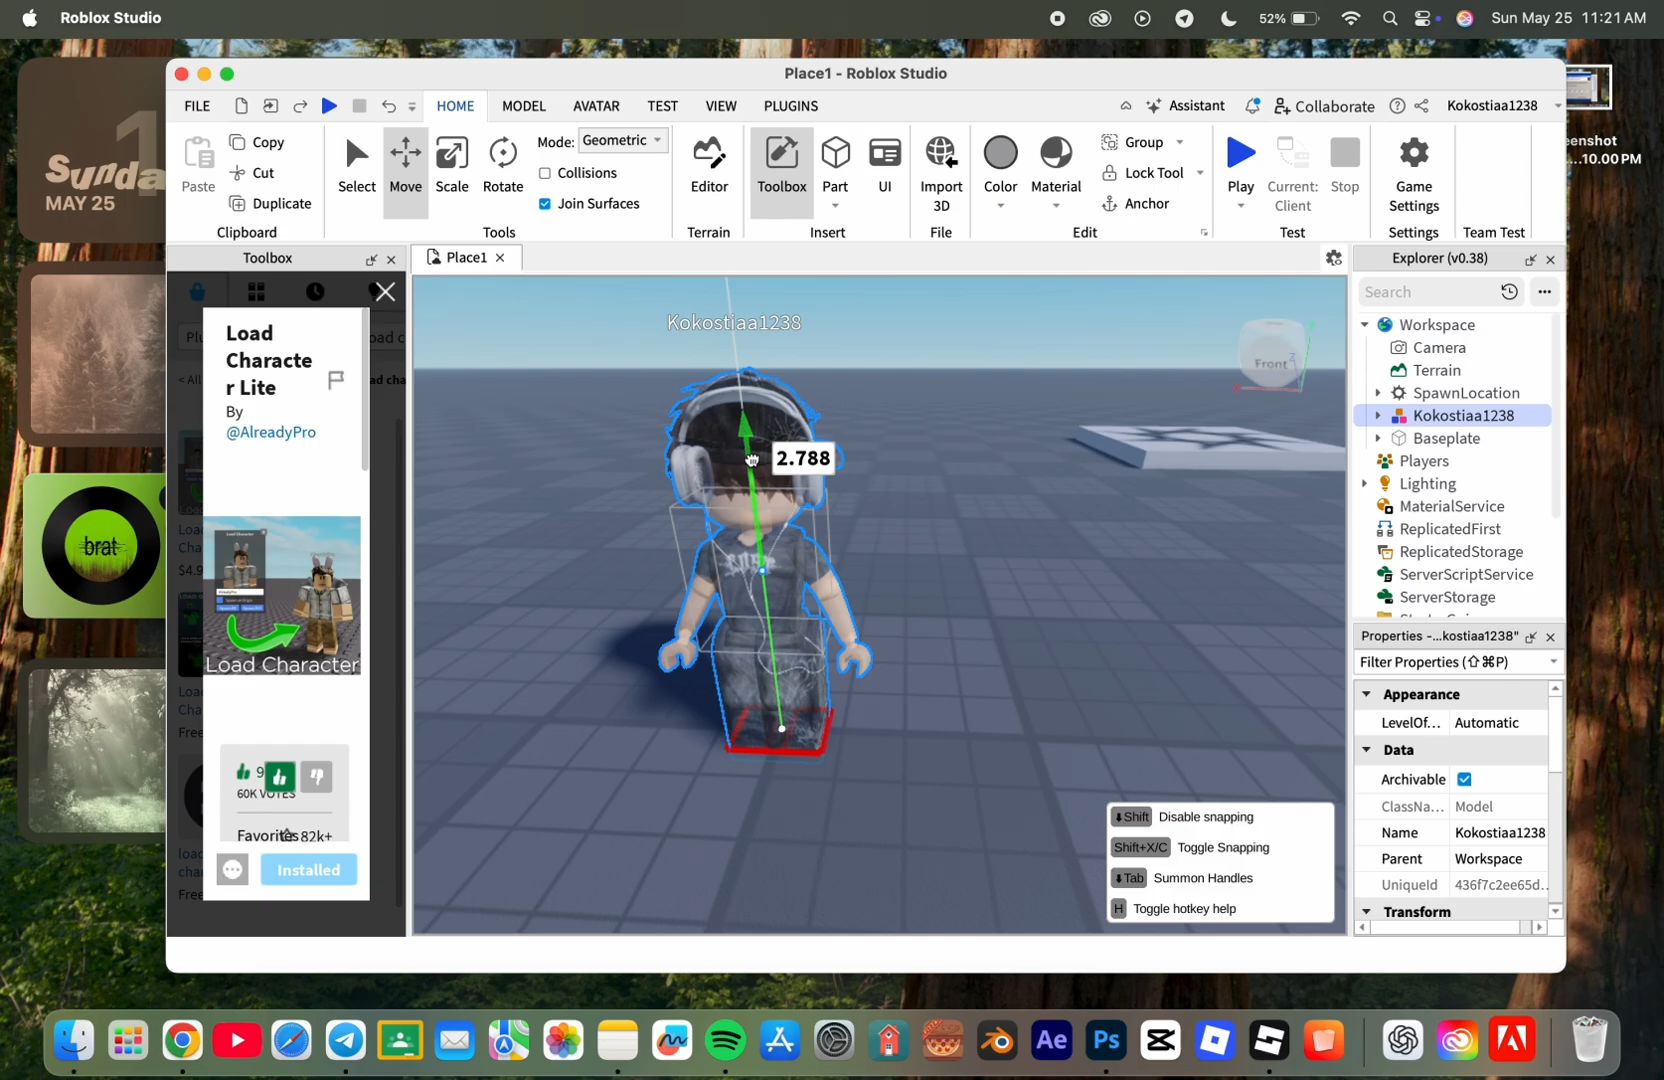 Roblox Studio
52%
Sun May 25 11:21 AM
Sunda
1
MAY 25
brat
...10.00 PM
Place1 - Roblox Studio
FILE
HOME
MODEL
AVATAR
TEST
VIEW
PLUGINS
Assistant
Collaborate
Kokostiaa1238
Paste
Copy
Cut
Duplicate
Clipboard
Select
Move
Scale
Rotate
Mode: Geometric
Collisions
Join Surfaces
Tools
Editor
Terrain
Toolbox
Part
UI
Insert
Import
3D
File
Color
Material
Group
Lock Tool
Anchor
Edit
Play
Current:
Client
Stop
Test
Game
Settings
Settings
Team Test
Toolbox
Load
Characte
r Lite
By
@AlreadyPro
Load Character
60K VOTES
Favorites 82k+
Installed
Place1
Kokostiaa1238
2.788
Front
Shift Disable snapping
Shift+X/C Toggle Snapping
Tab Summon Handles
H Toggle hotkey help
Explorer (v0.38)
Search
Workspace
Camera
Terrain
SpawnLocation
Kokostiaa1238
Baseplate
Players
Lighting
MaterialService
ReplicatedFirst
ReplicatedStorage
ServerScriptService
ServerStorage
Properties -...kostiaa1238"
Filter Properties (⇧⌘P)
Appearance
LevelOf... Automatic
Data
Archivable
ClassNa... Model
Name Kokostiaa1238
Parent Workspace
UniqueId 436f7c2ee65d...
Transform
Ae
Ps